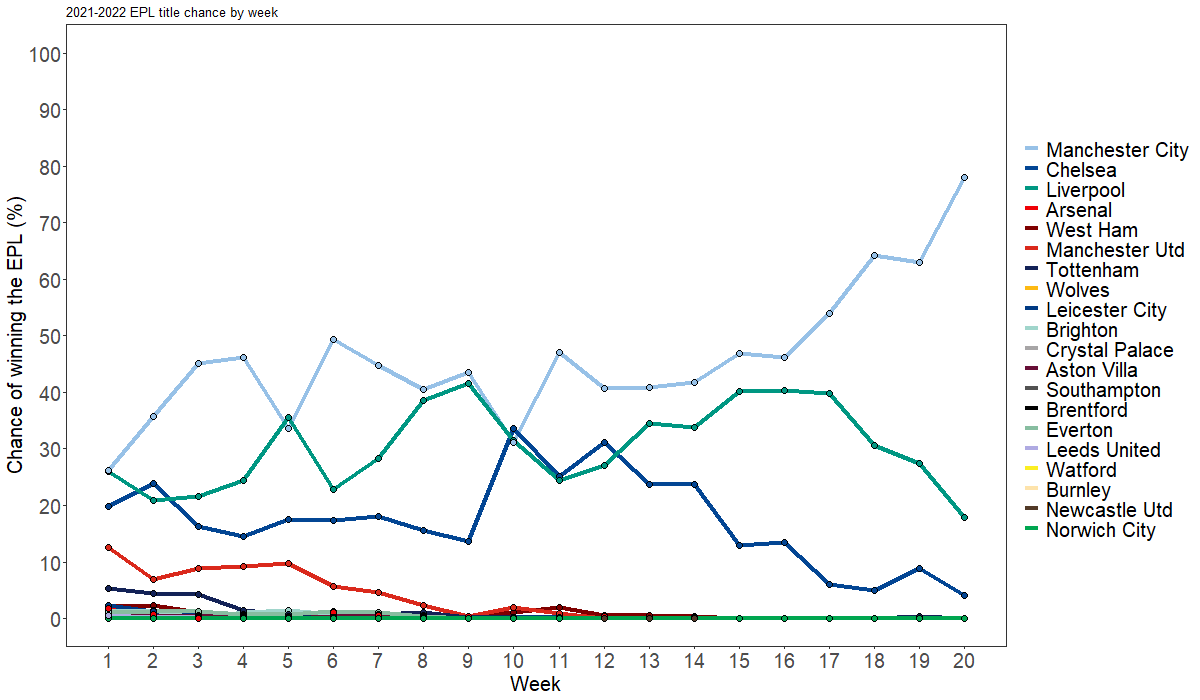 2021-2022 EPL title chance by week
100
90
80
70
60
50
40
30
20
10
0
Chance of winning the EPL (%)
1 2 3 4 5 6 7 8 9 10 11 12 13 14 15 16 17 18 19 20
Week
Manchester City
Chelsea
Liverpool
Arsenal
West Ham
Manchester Utd
Tottenham
Wolves
Leicester City
Brighton
Crystal Palace
Aston Villa
Southampton
Brentford
Everton
Leeds United
Watford
Burnley
Newcastle Utd
Norwich City